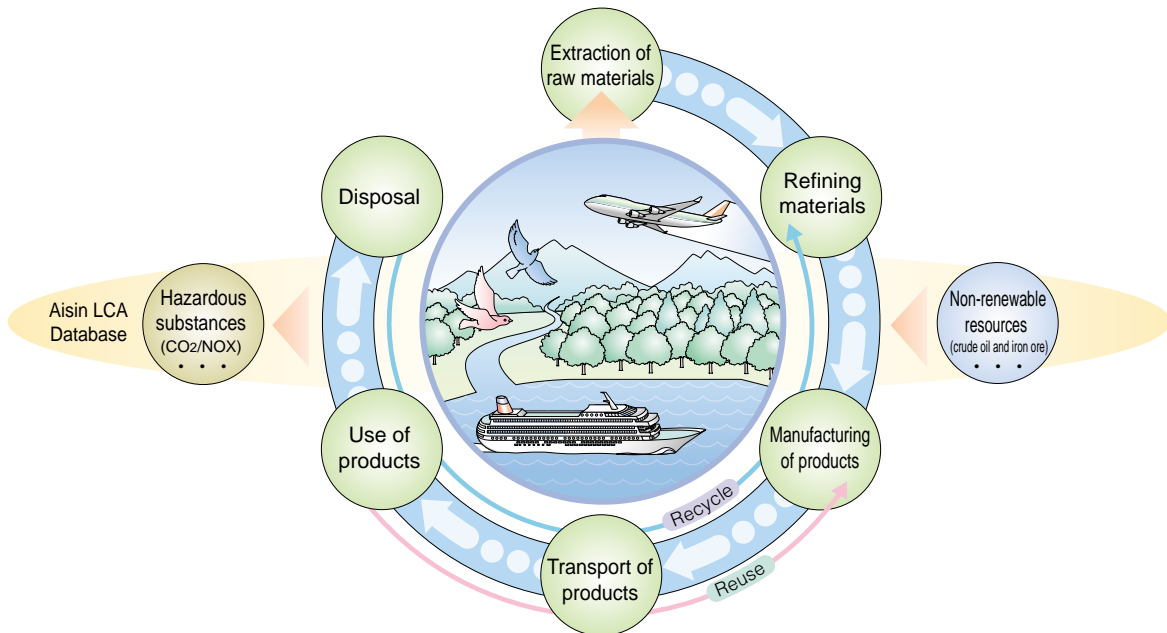 Extraction of
raw materials
Disposal
Refining
materials
Aisin LCA
Database
Hazardous
substances
(CO2/NOX)
• • •
Non-renewable
resources
(crude oil and iron ore)
• • •
Use of
products
Manufacturing
of products
Recycle
Transport of
products
Reuse